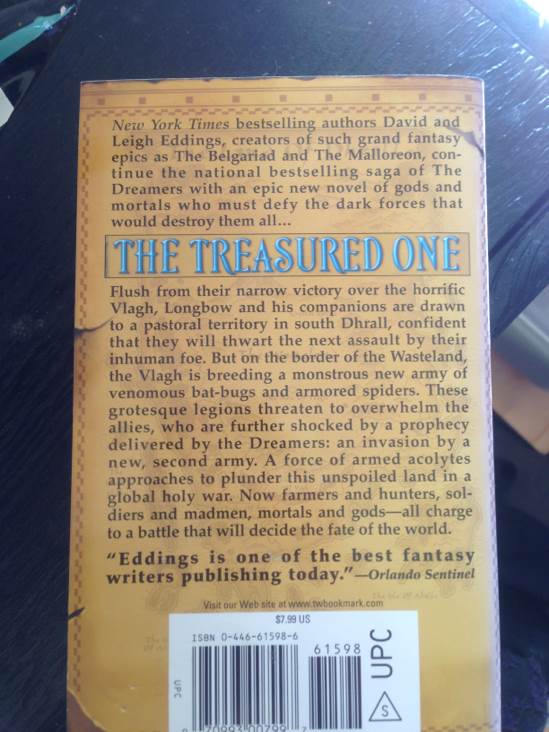 New York Times bestselling authors David and
Leigh Eddings, creators of such grand fantasy
epics as The Belgariad and The Malloreon, con-
tinue the national bestselling saga of The
Dreamers with an epic new novel of gods and
mortals who must defy the dark forces that
would destroy them all...
THE TREASURED ONE
Flush from their narrow victory over the horrific
Vlagh, Longbow and his companions are drawn
to a pastoral territory in south Dhrall, confident
that they will thwart the next assault by their
inhuman foe. But on the border of the Wasteland,
the Vlagh is breeding a monstrous new army of
venomous bat-bugs and armored spiders. These
grotesque legions threaten to overwhelm the
allies, who are further shocked by a prophecy
delivered by the Dreamers: an invasion by a
new, second army. A force of armed acolytes
approaches to plunder this unspoiled land in a
global holy war. Now farmers and hunters, sol-
diers and madmen, mortals and gods—all charge
to a battle that will decide the fate of the world.
"Eddings is one of the best fantasy
writers publishing today."—Orlando Sentinel
Visit our Web site at www.twbookmark.com
$7.99 US
ISBN 0-446-61598-6
61598
UPC
UPC
S
0 70993 00799 7